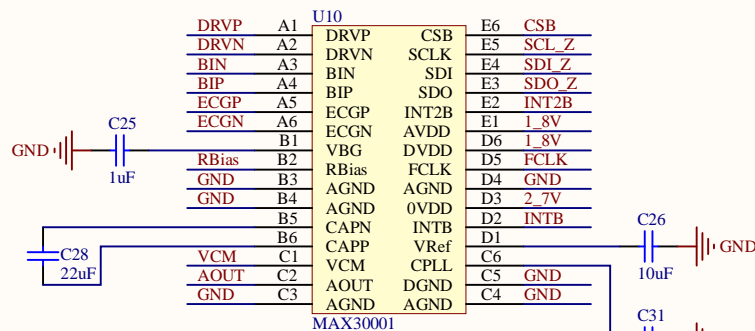 U10
DRVP A1 DRVP CSB E6 CSB
DRVN A2 DRVN SCLK E5 SCL_Z
BIN A3 BIN SDI E4 SDI_Z
BIP A4 BIP SDO E3 SDO_Z
ECGP A5 ECGP INT2B E2 INT2B
ECGN A6 ECGN AVDD E1 1_8V
C25
GND 1uF B1 VBG DVDD D6 1_8V
RBias B2 RBias FCLK D5 FCLK
GND B3 AGND AGND D4 GND
GND B4 AGND 0VDD D3 2_7V
B5 CAPN INTB D2 INTB
C26
B6 CAPP VRef D1 GND
C28
22uF
10uF
VCM C1 VCM CPLL C6
AOUT C2 AOUT DGND C5 GND
GND C3 AGND AGND C4 GND
C31
MAX30001